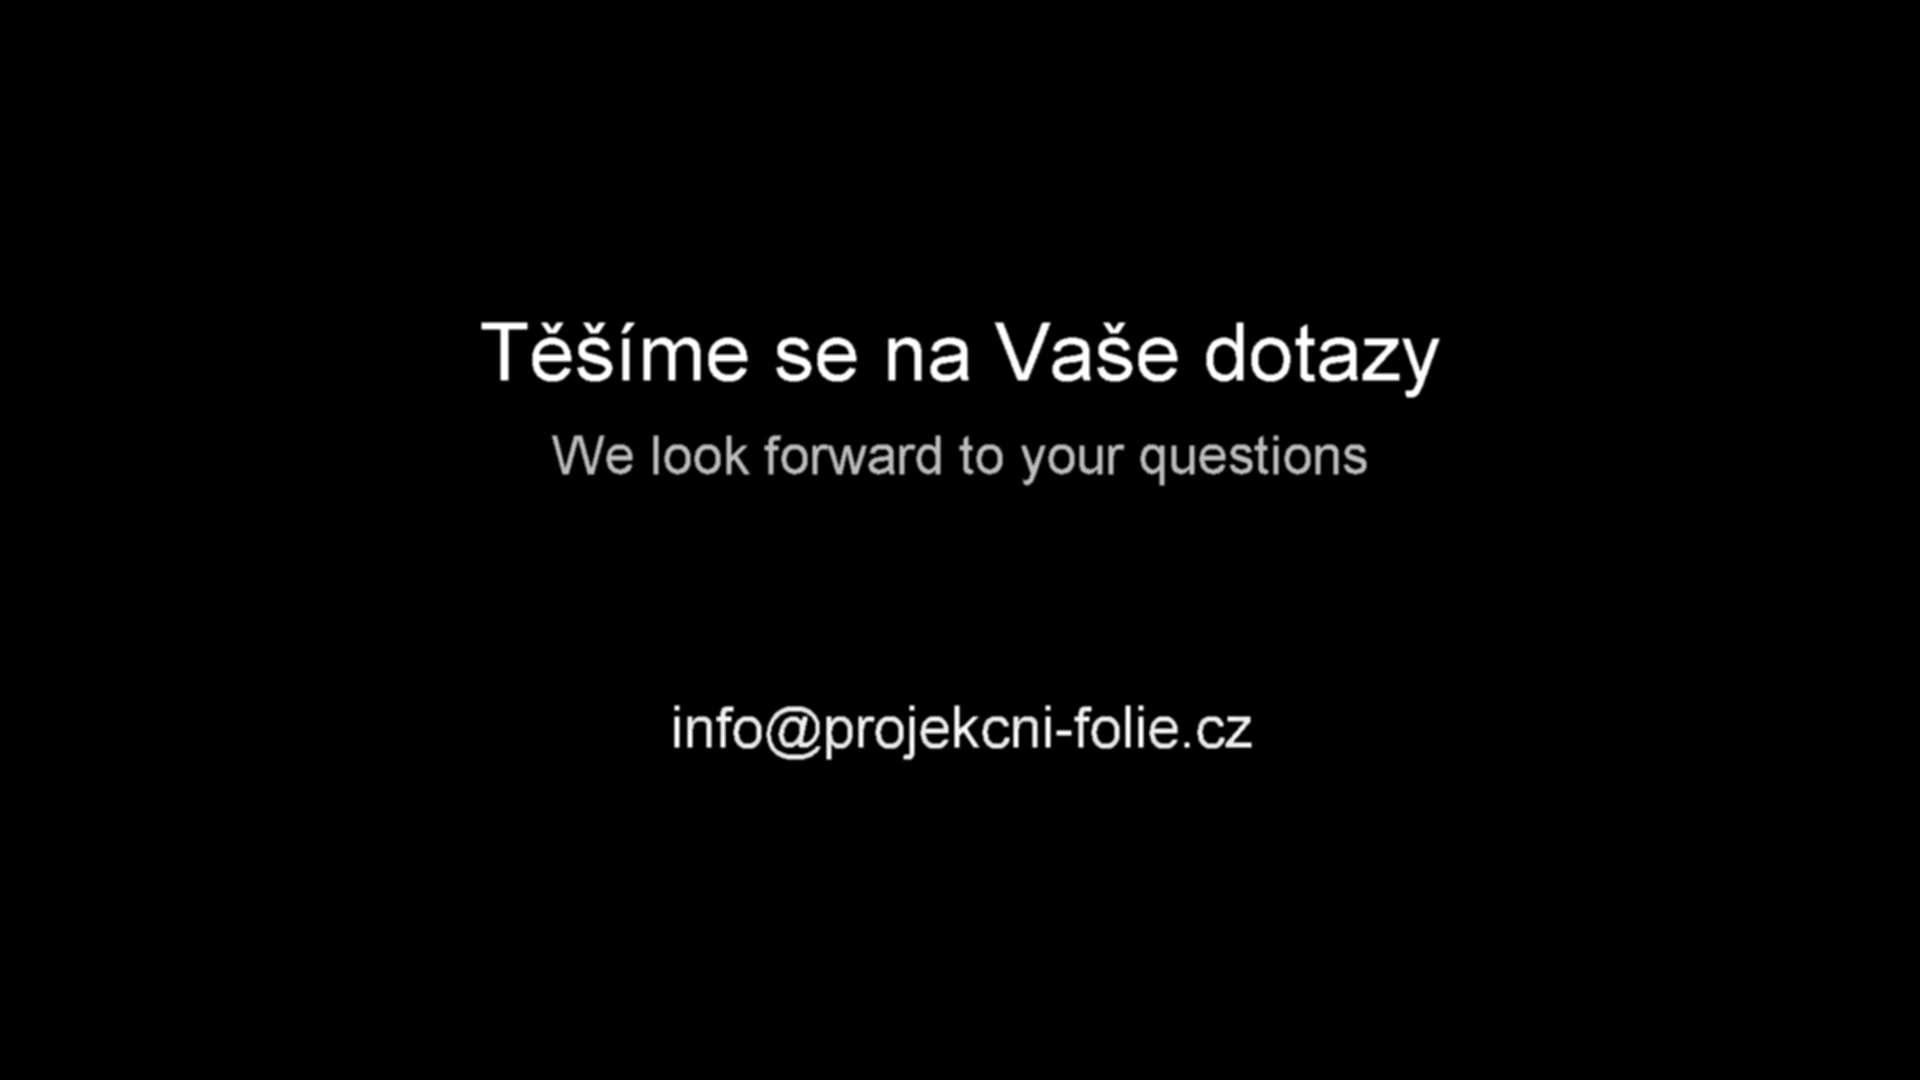 Těšíme se na Vaše dotazy
We look forward to your questions
info@projekcni-folie.cz